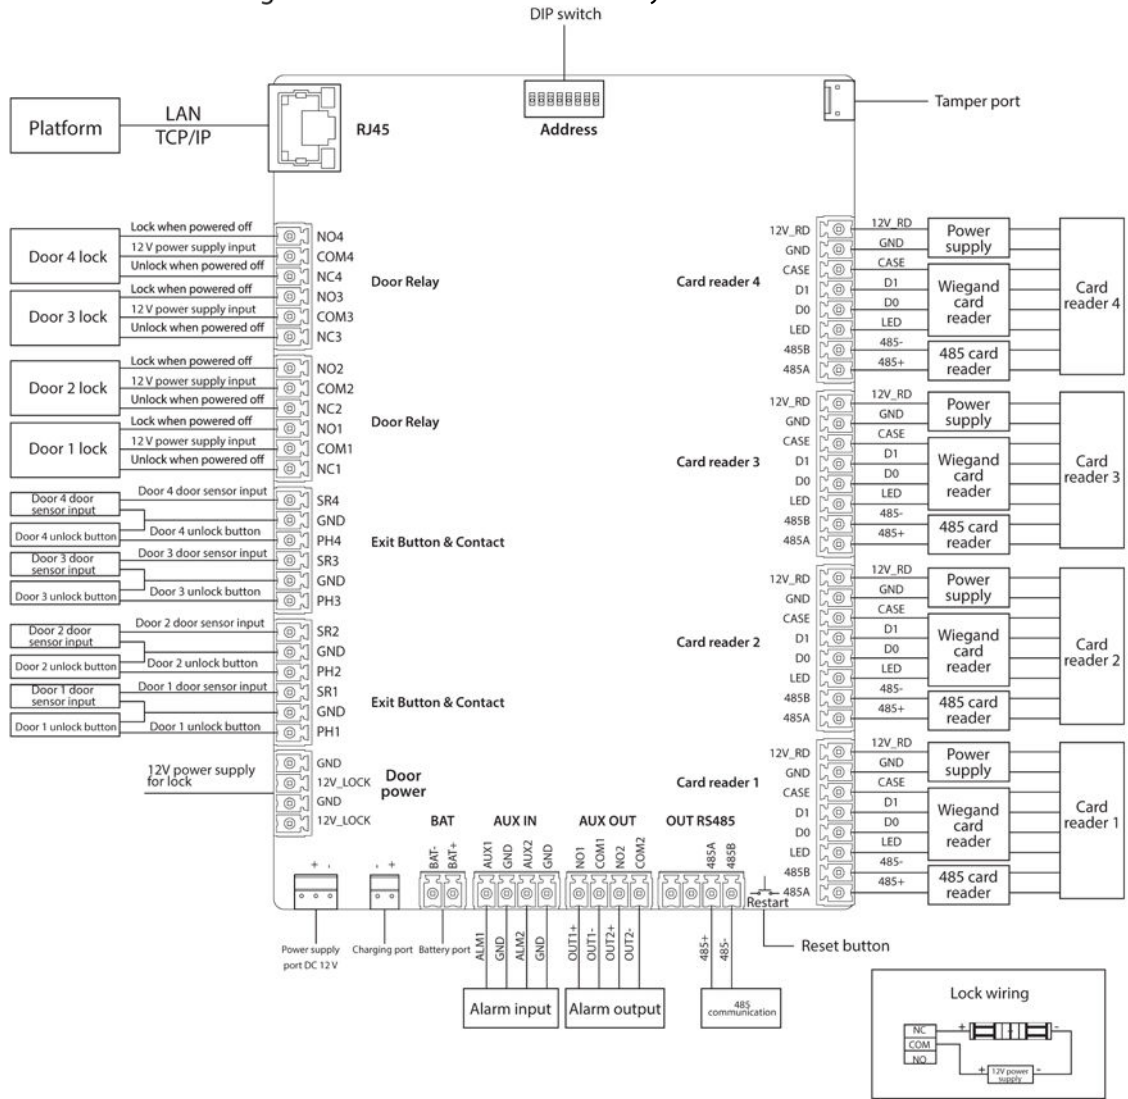 DIP switch
Platform
LAN
TCP/IP
RJ45
Address
Tamper port
Door 4 lock
Lock when powered off
12 V power supply input
Unlock when powered off
NO4
COM4
NC4
Door 3 lock
Lock when powered off
12 V power supply input
Unlock when powered off
NO3
COM3
NC3
Door Relay
Door 2 lock
Lock when powered off
12 V power supply input
Unlock when powered off
NO2
COM2
NC2
Door 1 lock
Lock when powered off
12 V power supply input
Unlock when powered off
NO1
COM1
NC1
Door Relay
Door 4 door
sensor input
Door 4 unlock button
Door 4 door sensor input
Door 4 unlock button
SR4
GND
PH4
Door 3 door
sensor input
Door 3 unlock button
Door 3 door sensor input
Door 3 unlock button
SR3
GND
PH3
Exit Button & Contact
Door 2 door
sensor input
Door 2 unlock button
Door 2 door sensor input
Door 2 unlock button
SR2
GND
PH2
Door 1 door
sensor input
Door 1 unlock button
Door 1 door sensor input
Door 1 unlock button
SR1
GND
PH1
Exit Button & Contact
12V power supply
for lock
GND
12V_LOCK
GND
12V_LOCK
Door
power
Card reader 4
12V_RD
GND
CASE
D1
D0
LED
485B
485A
12V_RD
GND
CASE
D1
D0
LED
485-
485+
Power
supply
Wiegand
card
reader
485 card
reader
Card
reader 4
Card reader 3
12V_RD
GND
CASE
D1
D0
LED
485B
485A
12V_RD
GND
CASE
D1
D0
LED
485-
485+
Power
supply
Wiegand
card
reader
485 card
reader
Card
reader 3
Card reader 2
12V_RD
GND
CASE
D1
D0
LED
485B
485A
12V_RD
GND
CASE
D1
D0
LED
485-
485+
Power
supply
Wiegand
card
reader
485 card
reader
Card
reader 2
Card reader 1
12V_RD
GND
CASE
D1
D0
LED
485B
485A
12V_RD
GND
CASE
D1
D0
LED
485-
485+
Power
supply
Wiegand
card
reader
485 card
reader
Card
reader 1
+ -
Power supply
port DC 12 V
- +
Charging port
BAT
BAT-
BAT+
Battery port
AUX IN
AUX1
GND
AUX2
GND
ALM1
GND
ALM2
GND
Alarm input
AUX OUT
NO1
COM1
NO2
COM2
OUT1+
OUT1-
OUT2+
OUT2-
Alarm output
OUT RS485
485A
485B
485+
485-
485
communication
Restart
Reset button
Lock wiring
NC
COM
NO
+ -
+ -
12V power
supply